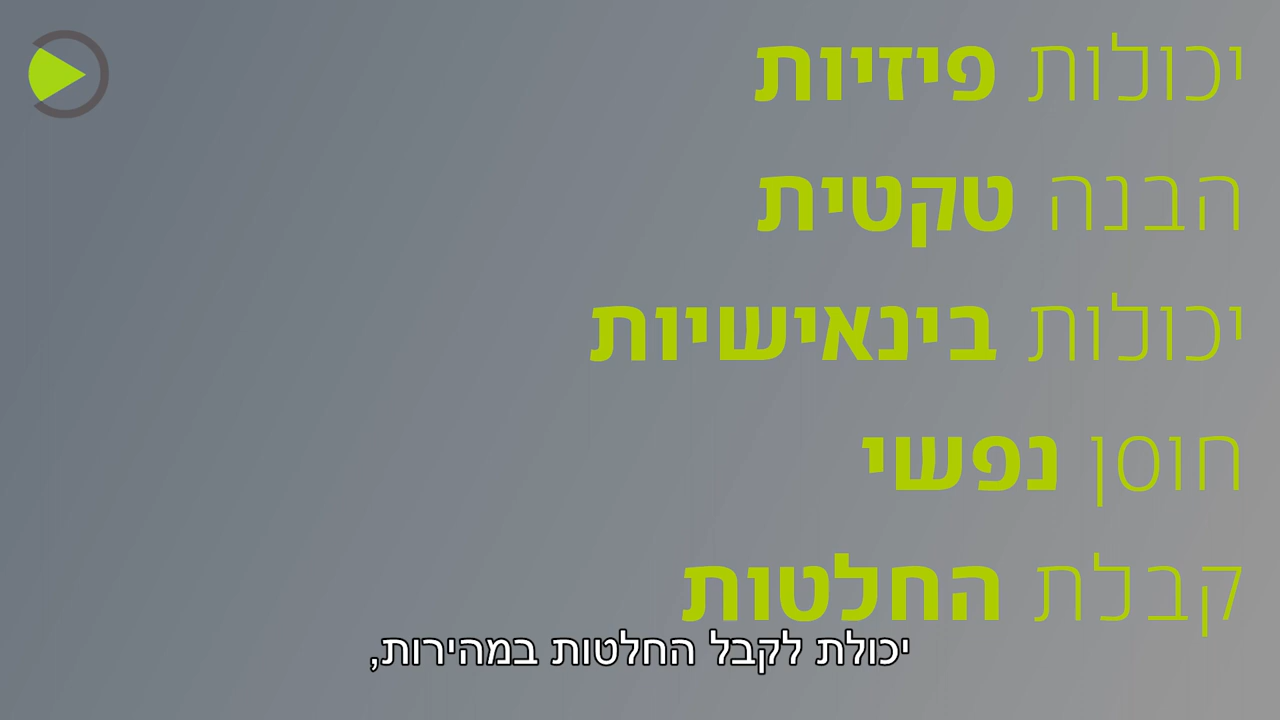 יכולות פיזיות
הבנה טקטית
יכולות בינאישיות
חוסן נפשי
קבלת החלטות
יכולת לקבל החלטות במהירות,